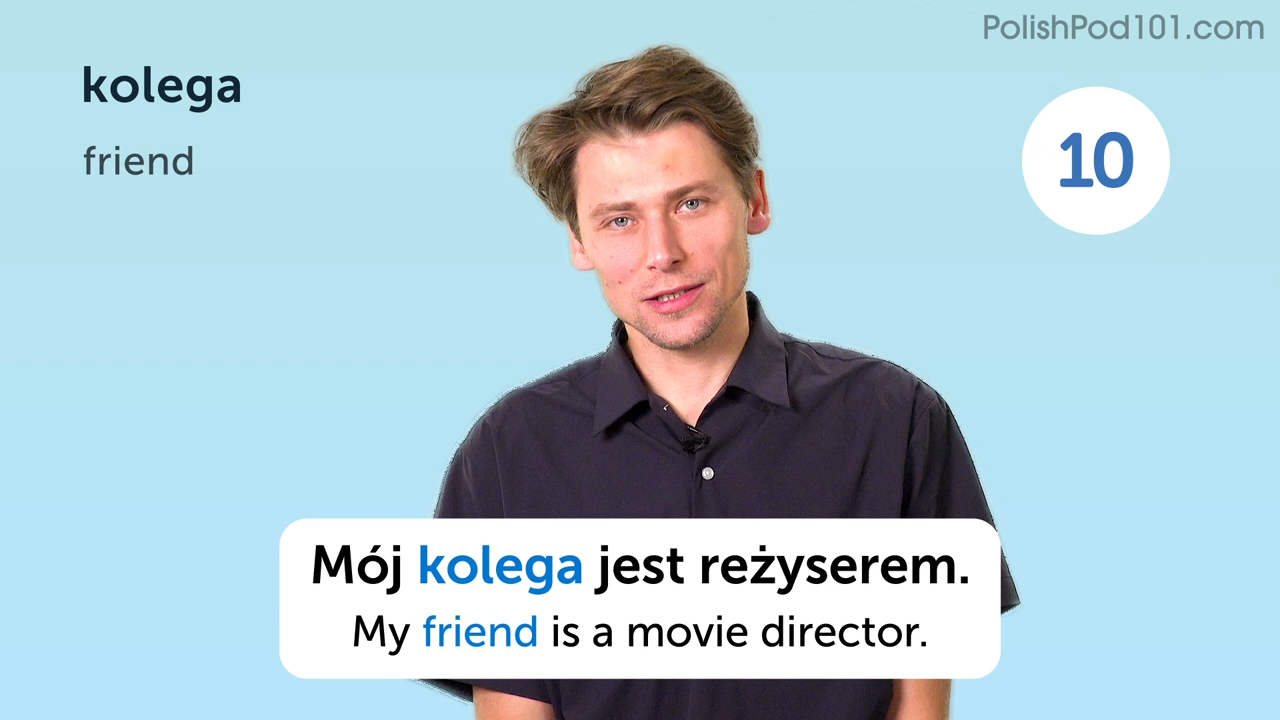 PolishPod101.com
kolega
friend
10
Mój kolega jest reżyserem.
My friend is a movie director.